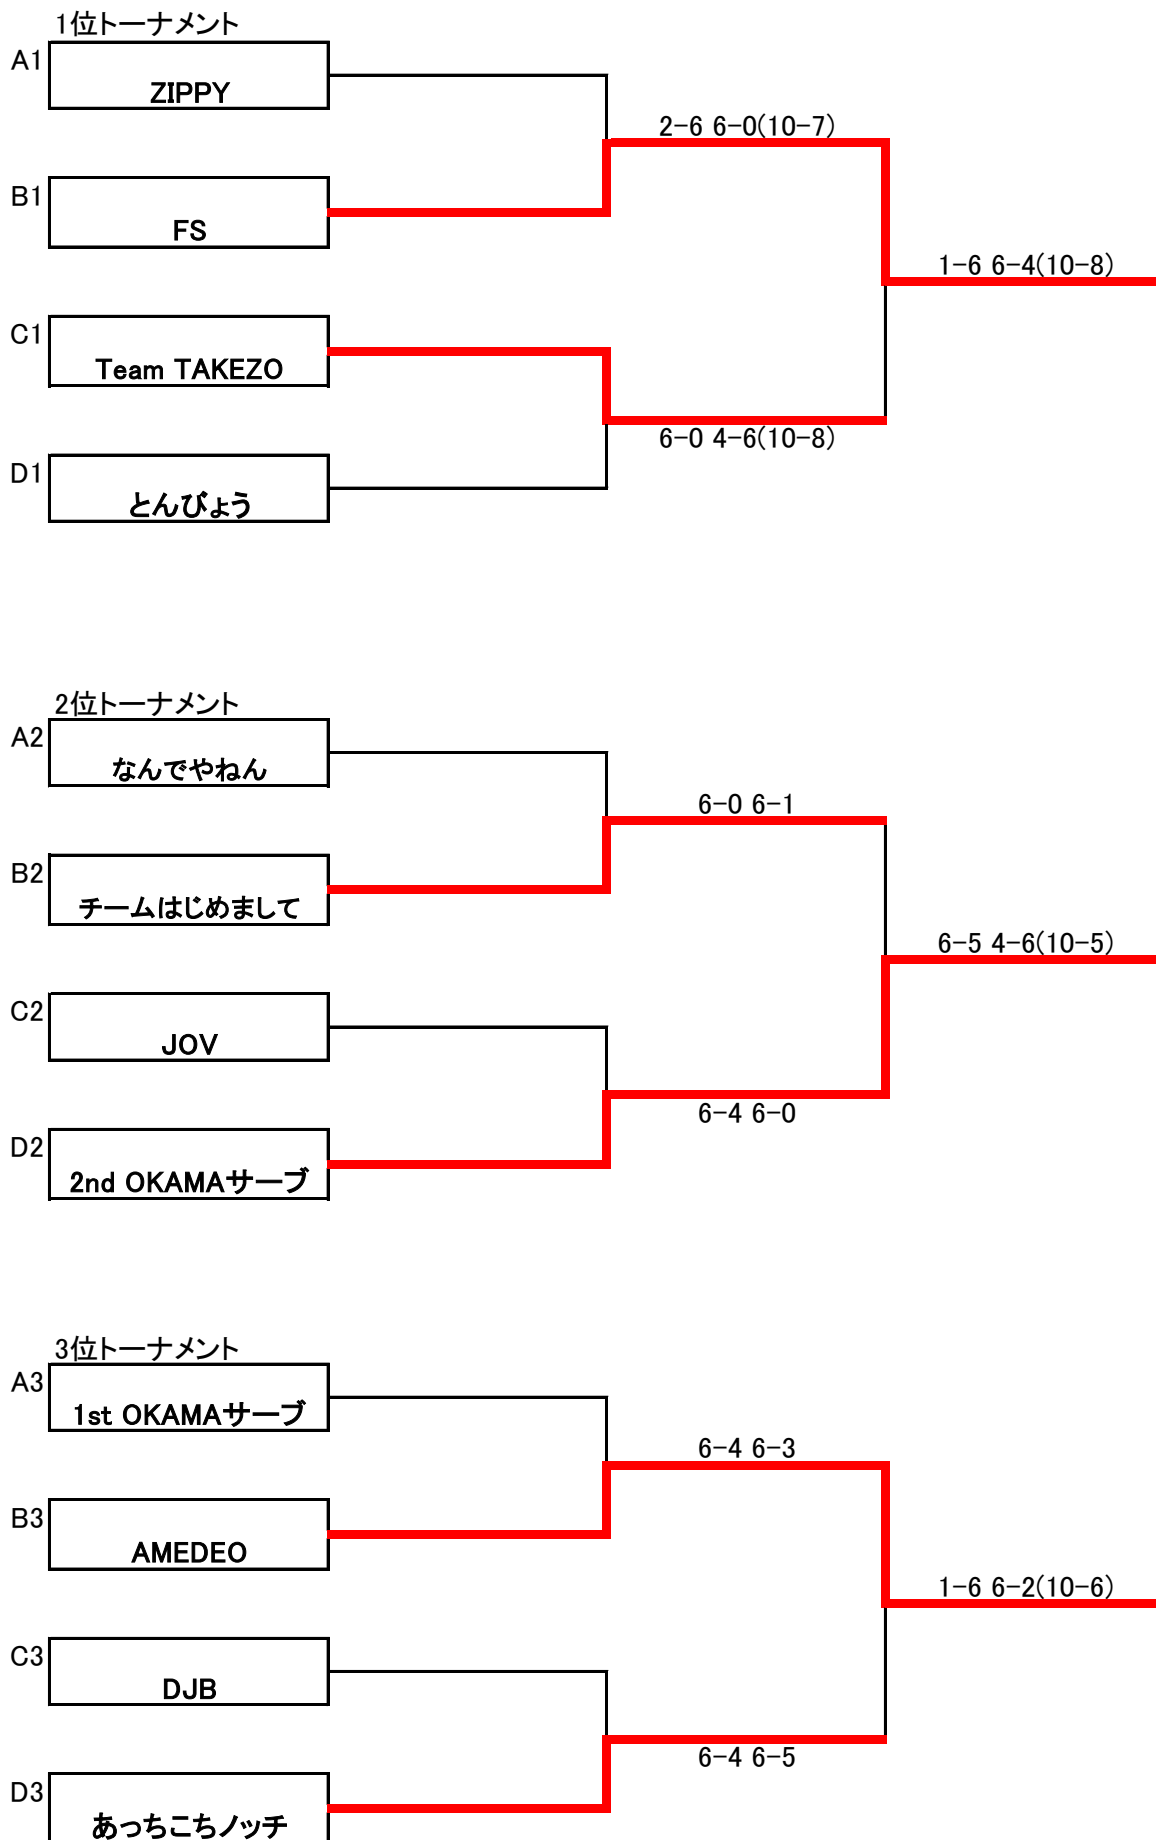 1位トーナメント
A1
ZIPPY
2-6 6-0(10-7)
B1
FS
1-6 6-4(10-8)
C1
Team TAKEZO
6-0 4-6(10-8)
D1
とんびょう
2位トーナメント
A2
なんでやねん
6-0 6-1
B2
チームはじめまして
6-5 4-6(10-5)
C2
JOV
6-4 6-0
D2
2nd OKAMAサーブ
3位トーナメント
A3
1st OKAMAサーブ
6-4 6-3
B3
AMEDEO
1-6 6-2(10-6)
C3
DJB
6-4 6-5
D3
あっちこちノッチ